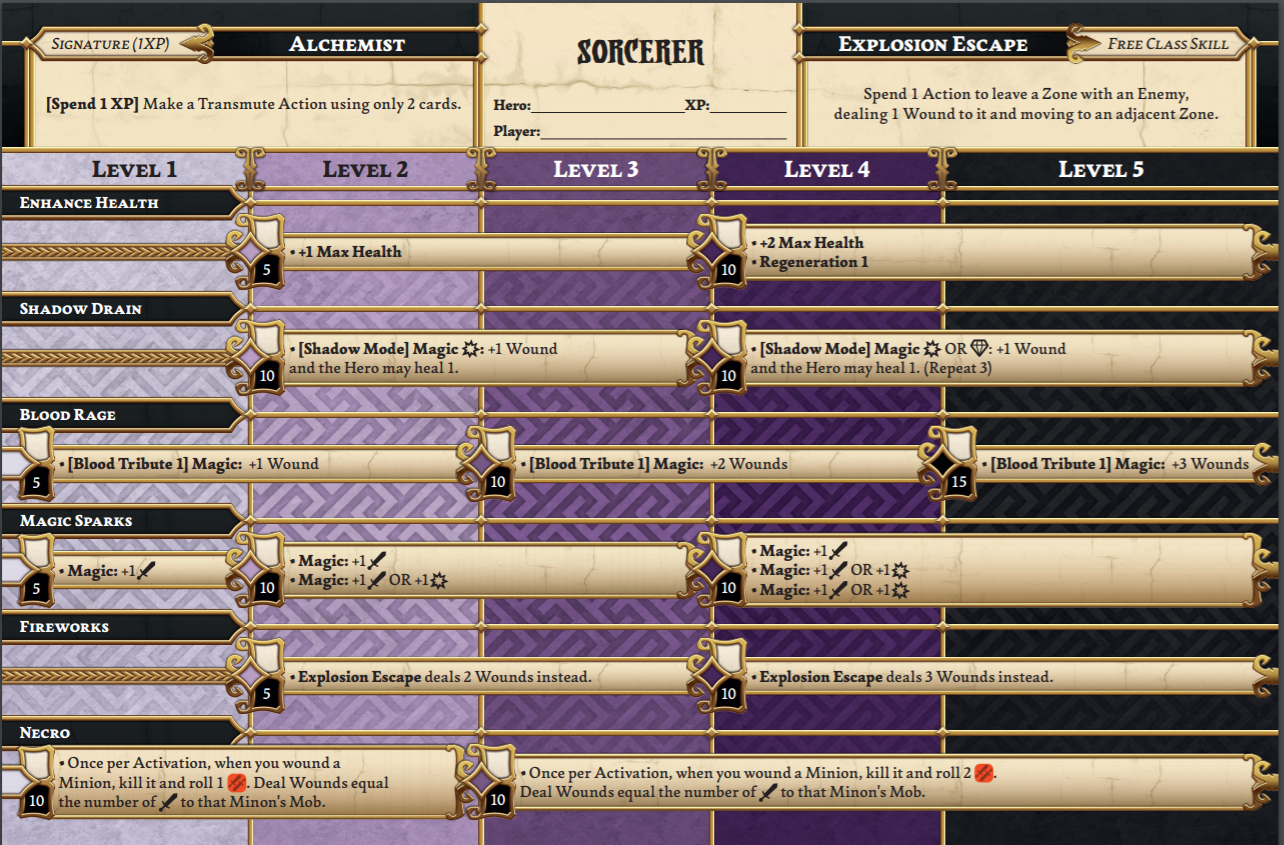 SIGNATURE (1XP)
ALCHEMIST
[Spend 1 XP] Make a Transmute Action using only 2 cards.
SORCERER
Hero: XP:
Player:
EXPLOSION ESCAPE
FREE CLASS SKILL
Spend 1 Action to leave a Zone with an Enemy,
dealing 1 Wound to it and moving to an adjacent Zone.
LEVEL 1 LEVEL 2 LEVEL 3 LEVEL 4 LEVEL 5
ENHANCE HEALTH
5
• +1 Max Health
10
• +2 Max Health
• Regeneration 1
SHADOW DRAIN
10
• [Shadow Mode] Magic : +1 Wound
and the Hero may heal 1.
10
• [Shadow Mode] Magic OR : +1 Wound
and the Hero may heal 1. (Repeat 3)
BLOOD RAGE
5
• [Blood Tribute 1] Magic: +1 Wound
10
• [Blood Tribute 1] Magic: +2 Wounds
15
• [Blood Tribute 1] Magic: +3 Wounds
MAGIC SPARKS
5
• Magic: +1
10
• Magic: +1
• Magic: +1 OR +1
10
• Magic: +1
• Magic: +1 OR +1
• Magic: +1 OR +1
FIREWORKS
5
• Explosion Escape deals 2 Wounds instead.
10
• Explosion Escape deals 3 Wounds instead.
NECRO
10
• Once per Activation, when you wound a
Minion, kill it and roll 1 . Deal Wounds equal
the number of to that Minon's Mob.
10
• Once per Activation, when you wound a Minion, kill it and roll 2 .
Deal Wounds equal the number of to that Minon's Mob.